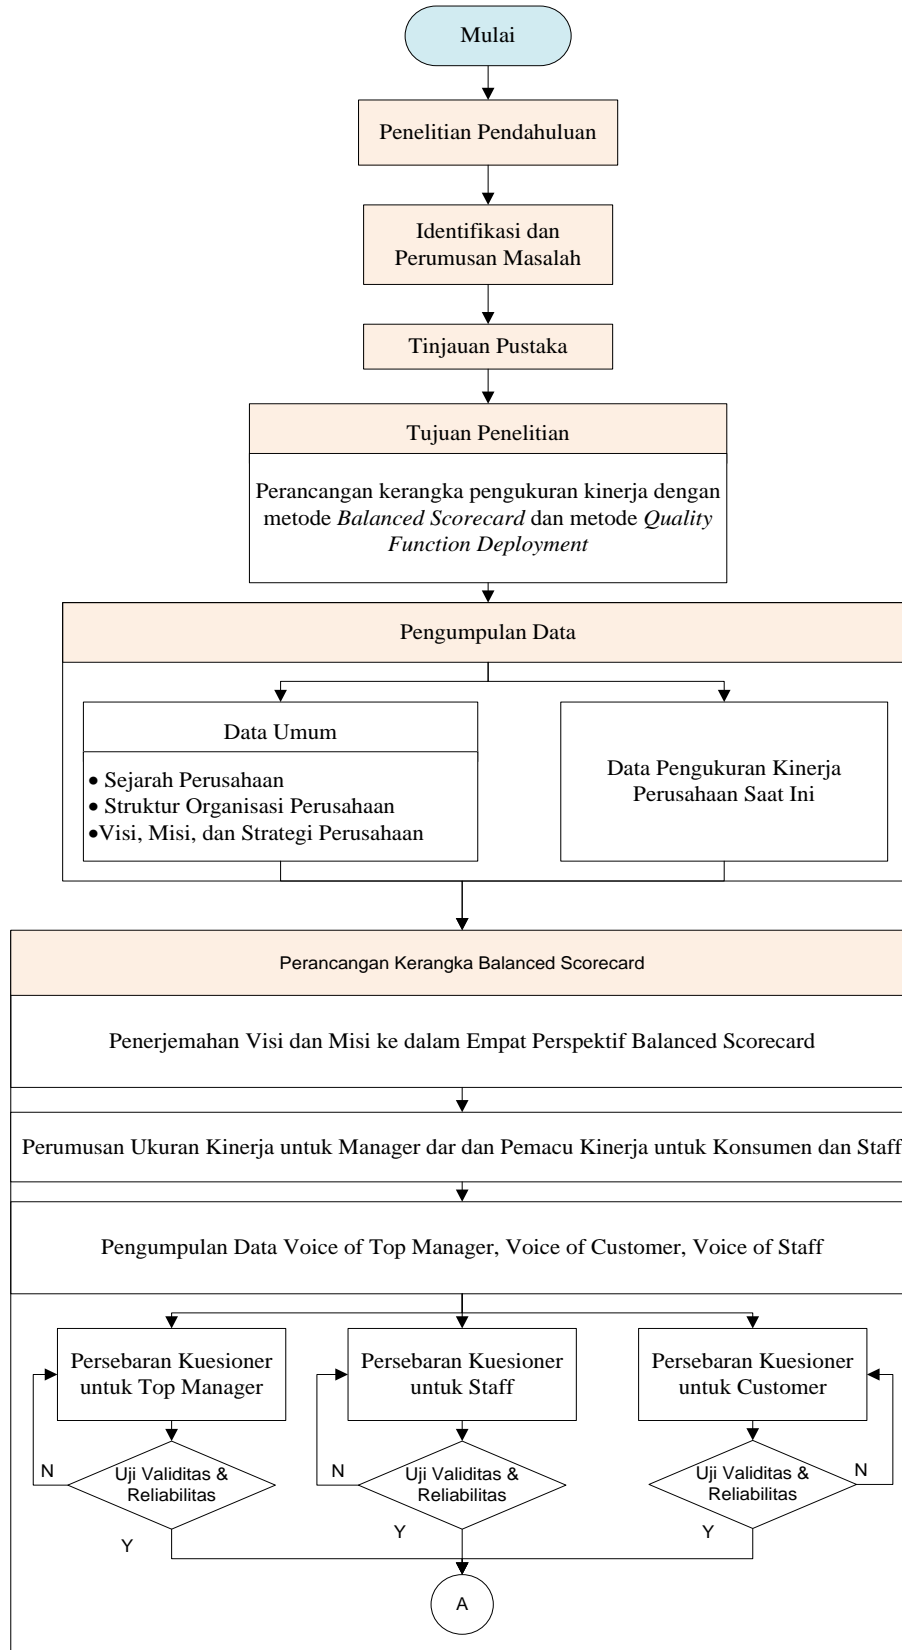 Mulai
Penelitian Pendahuluan
Identifikasi dan
Perumusan Masalah
Tinjauan Pustaka
Tujuan Penelitian
Perancangan kerangka pengukuran kinerja dengan
metode Balanced Scorecard dan metode Quality
Function Deployment
Pengumpulan Data
Data Umum
• Sejarah Perusahaan
• Struktur Organisasi Perusahaan
•Visi, Misi, dan Strategi Perusahaan
Data Pengukuran Kinerja
Perusahaan Saat Ini
Perancangan Kerangka Balanced Scorecard
Penerjemahan Visi dan Misi ke dalam Empat Perspektif Balanced Scorecard
Perumusan Ukuran Kinerja untuk Manager dar dan Pemacu Kinerja untuk Konsumen dan Staff
Pengumpulan Data Voice of Top Manager, Voice of Customer, Voice of Staff
Persebaran Kuesioner
untuk Top Manager
Persebaran Kuesioner
untuk Staff
Persebaran Kuesioner
untuk Customer
N
Uji Validitas &
Reliabilitas
Y
N
Uji Validitas &
Reliabilitas
Y
Uji Validitas &
Reliabilitas
N
Y
A